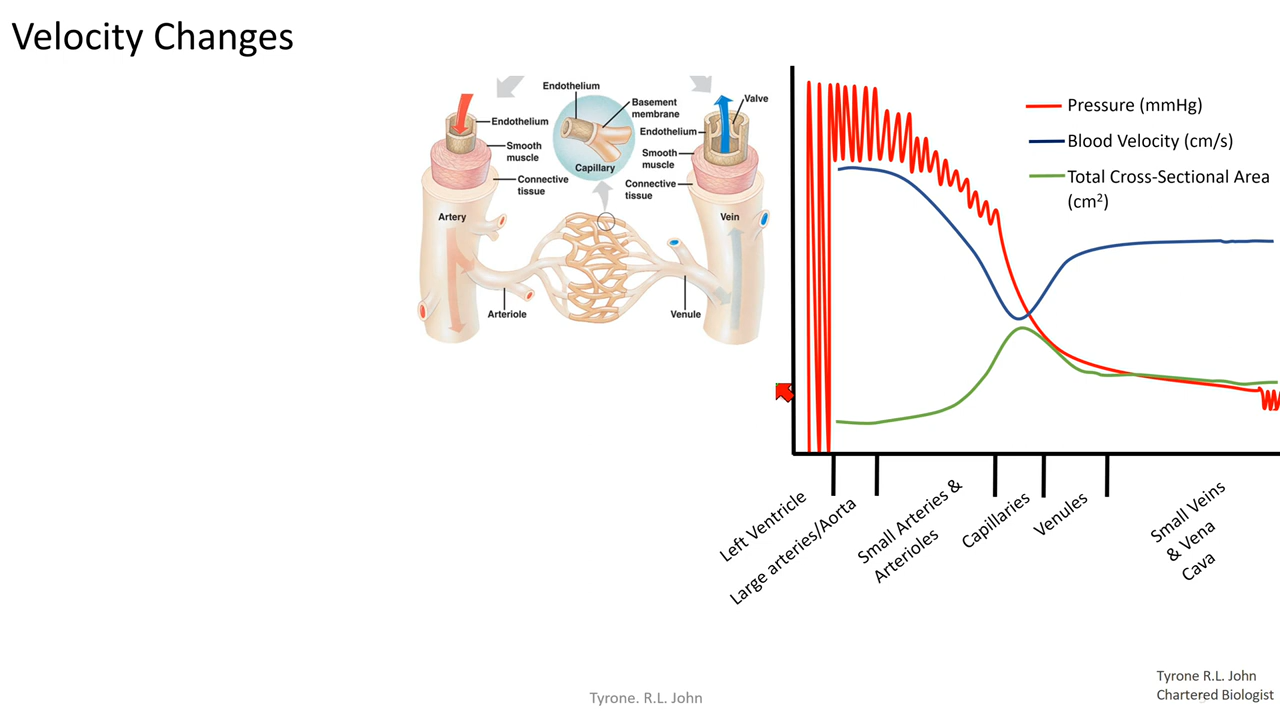 Velocity Changes
Endothelium
Basement
membrane
Capillary
Endothelium
Smooth
muscle
Connective
tissue
Artery
Arteriole
Valve
Endothelium
Smooth
muscle
Connective
tissue
Vein
Venule
Pressure (mmHg)
Blood Velocity (cm/s)
Total Cross-Sectional Area
(cm²)
Left Ventricle
Large arteries/Aorta
Small Arteries &
Arterioles
Capillaries
Venules
Small Veins
& Vena
Cava
Tyrone. R.L. John
Tyrone R.L. John
Chartered Biologist